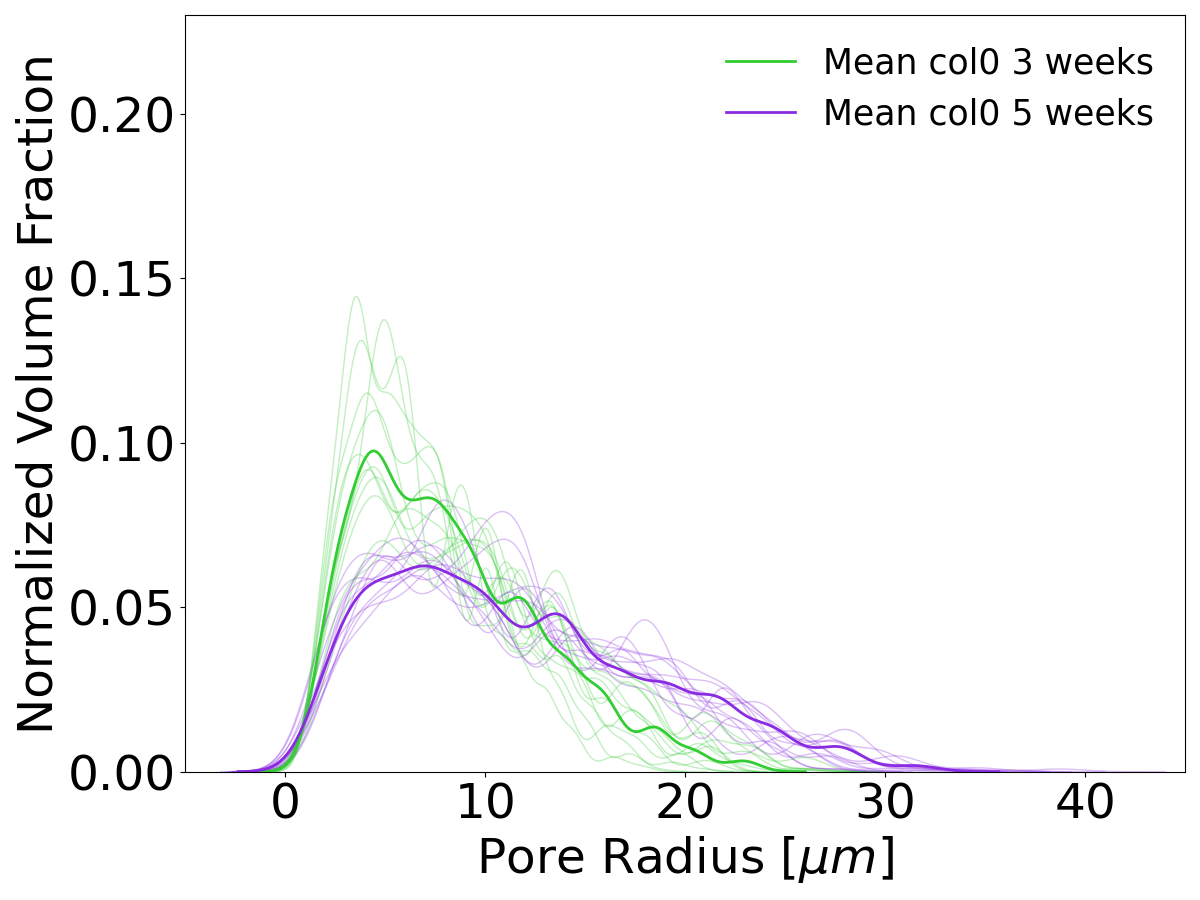 Mean col0 3 weeks
Mean col0 5 weeks
Normalized Volume Fraction
0.20
0.15
0.10
0.05
0.00
0 10 20 30 40
Pore Radius [μm]